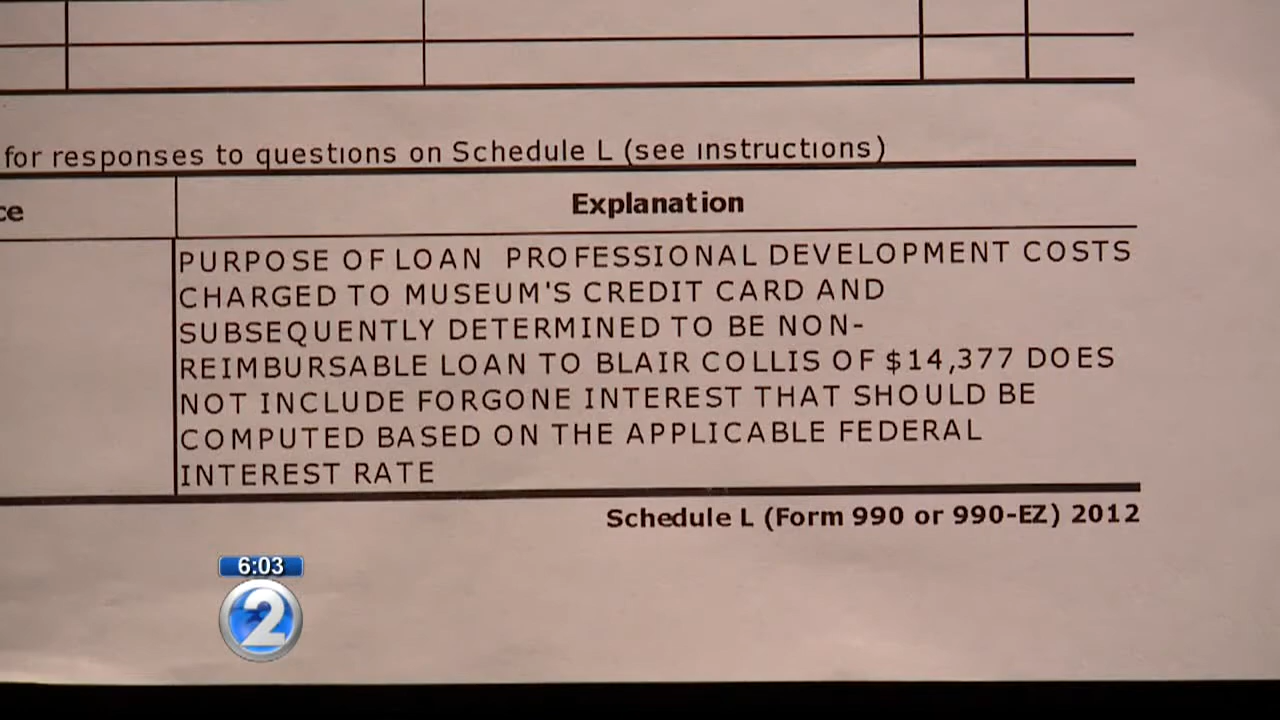 for responses to questions on Schedule L (see instructions)
ce
Explanation
PURPOSE OF LOAN PROFESSIONAL DEVELOPMENT COSTS
CHARGED TO MUSEUM'S CREDIT CARD AND
SUBSEQUENTLY DETERMINED TO BE NON-
REIMBURSABLE LOAN TO BLAIR COLLIS OF $14,377 DOES
NOT INCLUDE FORGONE INTEREST THAT SHOULD BE
COMPUTED BASED ON THE APPLICABLE FEDERAL
INTEREST RATE
Schedule L (Form 990 or 990-EZ) 2012
6:03
2